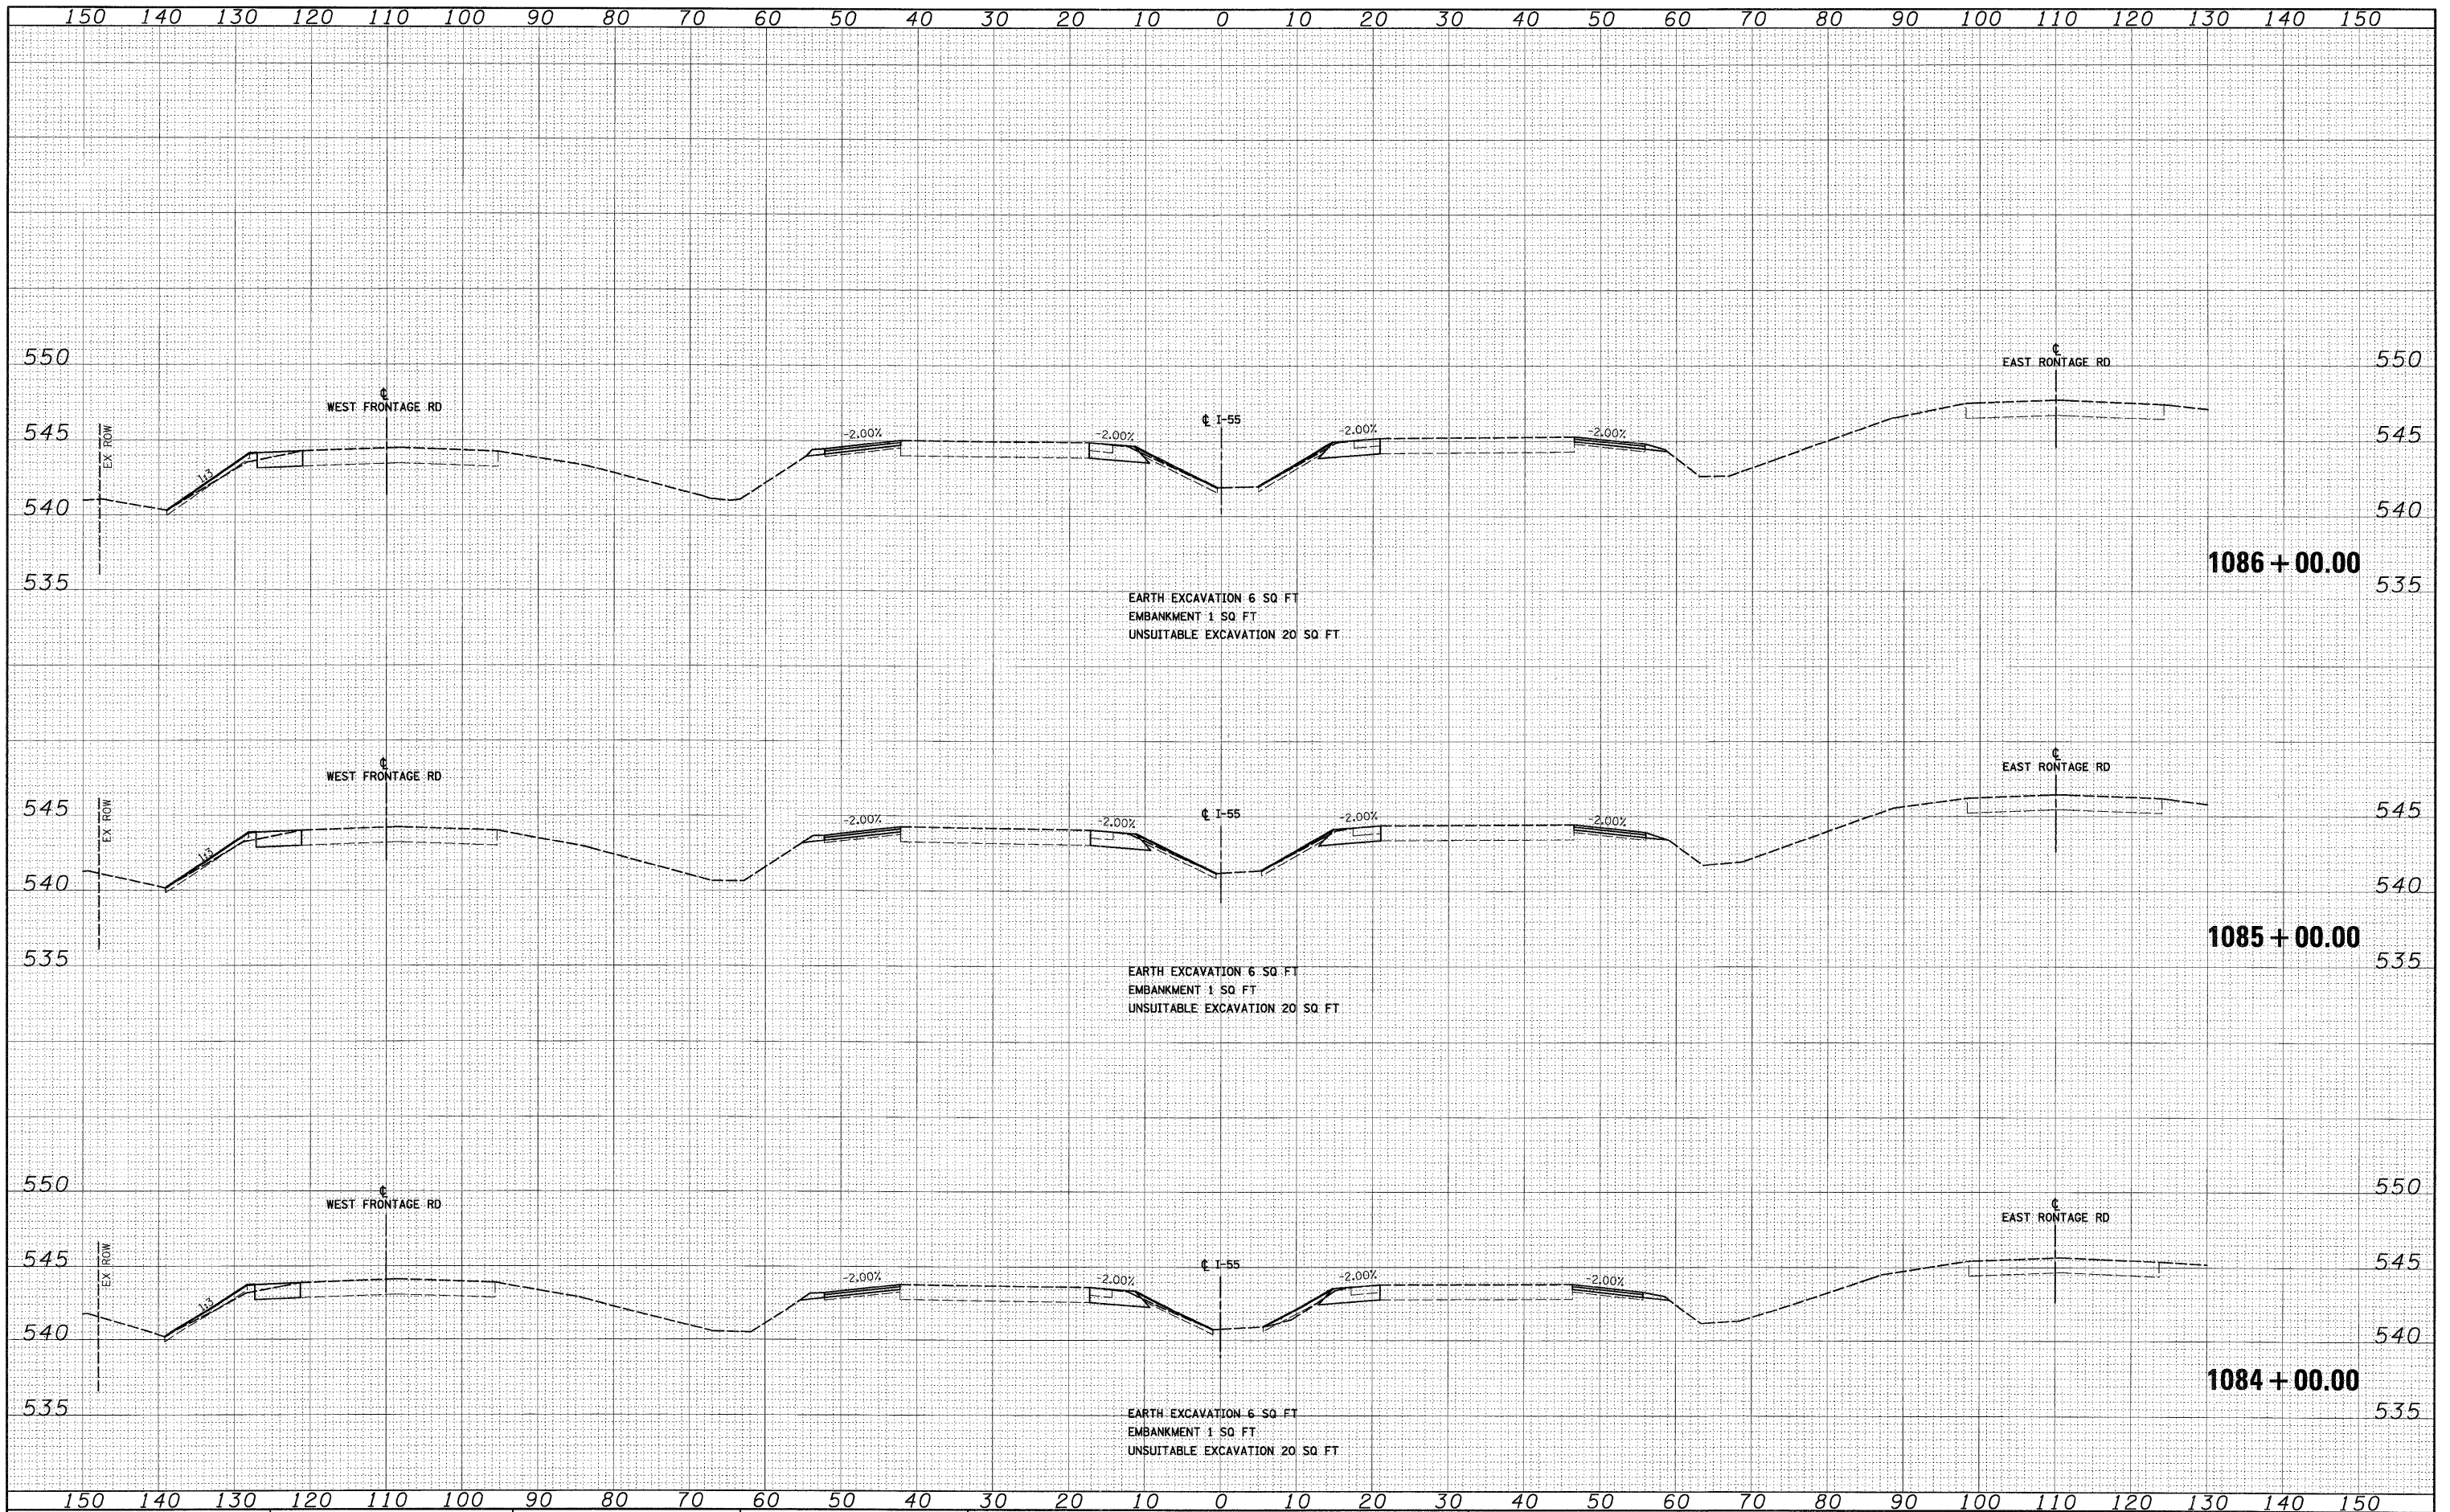 150 140 130 120 110 100 90 80 70 60 50 40 30 20 10 0 10 20 30 40 50 60 70 80 90 100 110 120 130 140 150
550 ℄ 550
EAST RONTAGE RD
℄
WEST FRONTAGE RD
℄ I-55
545 EX ROW -2.00% -2.00% -2.00% -2.00% 545
1:3
540 540
1086+00.00
535 535
EARTH EXCAVATION 6 SQ FT
EMBANKMENT 1 SQ FT
UNSUITABLE EXCAVATION 20 SQ FT
℄ ℄
WEST FRONTAGE RD EAST RONTAGE RD
545 EX ROW ℄ I-55 545
-2.00% -2.00% -2.00% -2.00%
1:3
540 540
1085+00.00
535 535
EARTH EXCAVATION 6 SQ FT
EMBANKMENT 1 SQ FT
UNSUITABLE EXCAVATION 20 SQ FT
550 ℄ 550
WEST FRONTAGE RD ℄
EAST RONTAGE RD
545 EX ROW ℄ I-55 545
-2.00% -2.00% -2.00% -2.00%
1:3
540 540
1084+00.00
535 535
EARTH EXCAVATION 6 SQ FT
EMBANKMENT 1 SQ FT
UNSUITABLE EXCAVATION 20 SQ FT
150 140 130 120 110 100 90 80 70 60 50 40 30 20 10 0 10 20 30 40 50 60 70 80 90 100 110 120 130 140 150